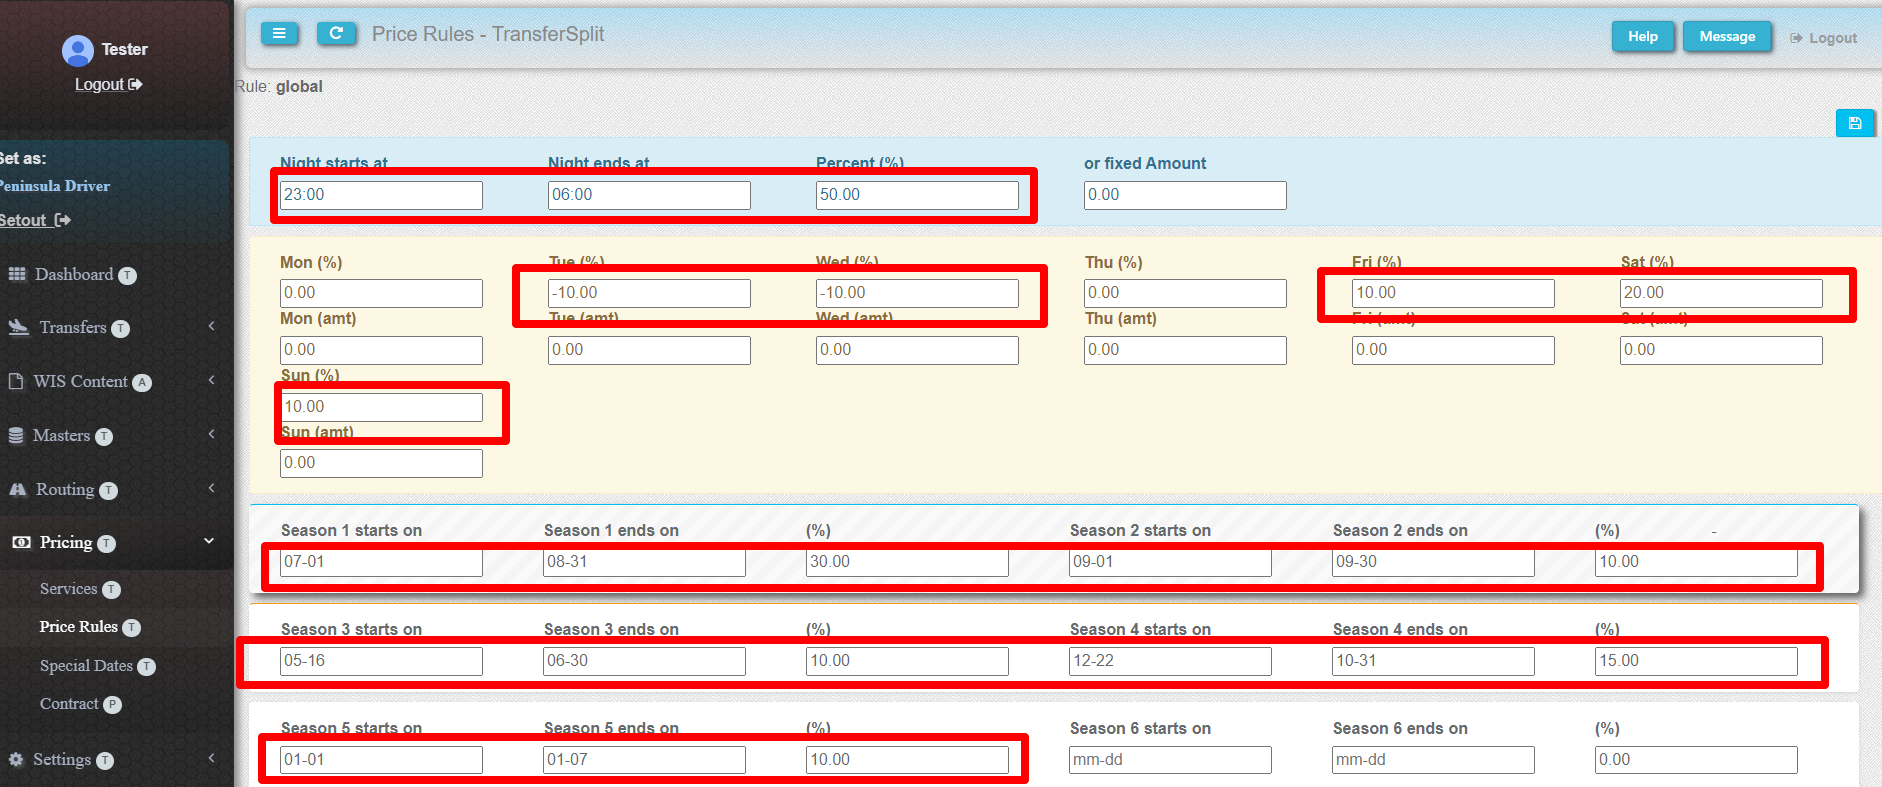 Tester
Logout
Set as:
Peninsula Driver
Setout
Dashboard T
Transfers T
WIS Content A
Masters T
Routing T
Pricing T
Services T
Price Rules T
Special Dates T
Contract P
Settings T
Price Rules - TransferSplit
Help
Message
Logout
Rule: global
Night starts at Night ends at Percent (%) or fixed Amount
23:00 06:00 50.00 0.00
Mon (%) Tue (%) Wed (%) Thu (%) Fri (%) Sat (%)
0.00 -10.00 -10.00 0.00 10.00 20.00
Mon (amt) Tue (amt) Wed (amt) Thu (amt) Fri (amt) Sat (amt)
0.00 0.00 0.00 0.00 0.00 0.00
Sun (%)
10.00
Sun (amt)
0.00
Season 1 starts on Season 1 ends on (%) Season 2 starts on Season 2 ends on (%) -
07-01 08-31 30.00 09-01 09-30 10.00
Season 3 starts on Season 3 ends on (%) Season 4 starts on Season 4 ends on (%)
05-16 06-30 10.00 12-22 10-31 15.00
Season 5 starts on Season 5 ends on (%) Season 6 starts on Season 6 ends on (%)
01-01 01-07 10.00 mm-dd mm-dd 0.00